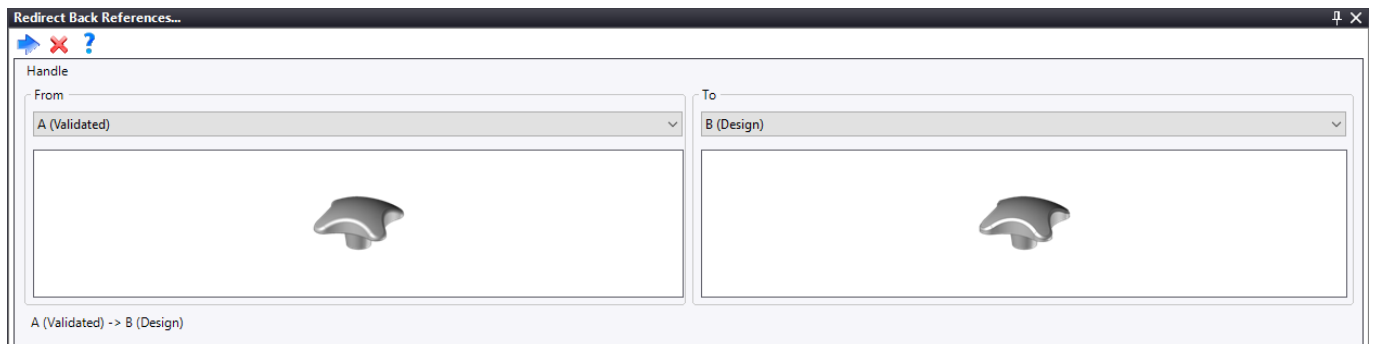 Redirect Back References...
Handle
From
A (Validated)
To
B (Design)
A (Validated) -> B (Design)